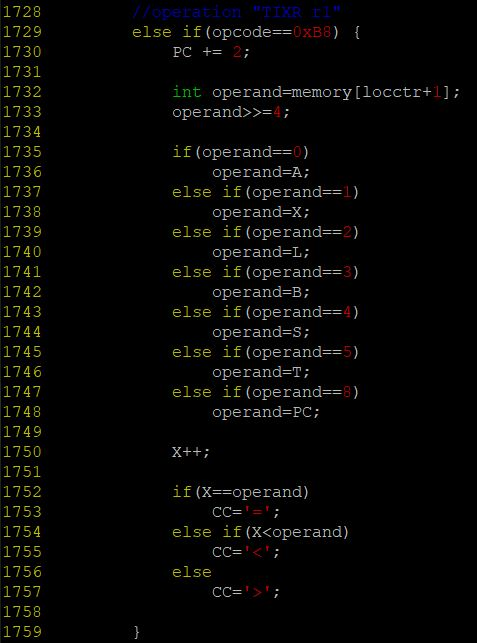 1728         //operation "TIXR r1"
1729         else if(opcode==0xB8) {
1730             PC += 2;
1731
1732             int operand=memory[locctr+1];
1733             operand>>=4;
1734
1735             if(operand==0)
1736                 operand=A;
1737             else if(operand==1)
1738                 operand=X;
1739             else if(operand==2)
1740                 operand=L;
1741             else if(operand==3)
1742                 operand=B;
1743             else if(operand==4)
1744                 operand=S;
1745             else if(operand==5)
1746                 operand=T;
1747             else if(operand==8)
1748                 operand=PC;
1749
1750             X++;
1751
1752             if(X==operand)
1753                 CC='=';
1754             else if(X<operand)
1755                 CC='<';
1756             else
1757                 CC='>';
1758
1759         }